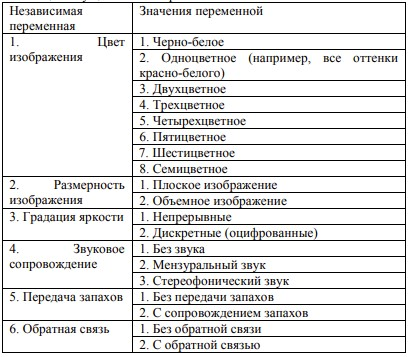 Независимая
переменная
Значения переменной
1. Цвет
изображения
1. Черно-белое
2. Одноцветное (например, все оттенки
красно-белого)
3. Двухцветное
4. Трехцветное
5. Четырехцветное
6. Пятицветное
7. Шестицветное
8. Семицветное
2. Размерность
изображения
1. Плоское изображение
2. Объемное изображение
3. Градация яркости
1. Непрерывные
2. Дискретные (оцифрованные)
4. Звуковое
сопровождение
1. Без звука
2. Мензуральный звук
3. Стереофонический звук
5. Передача запахов
1. Без передачи запахов
2. С сопровождением запахов
6. Обратная связь
1. Без обратной связи
2. С обратной связью